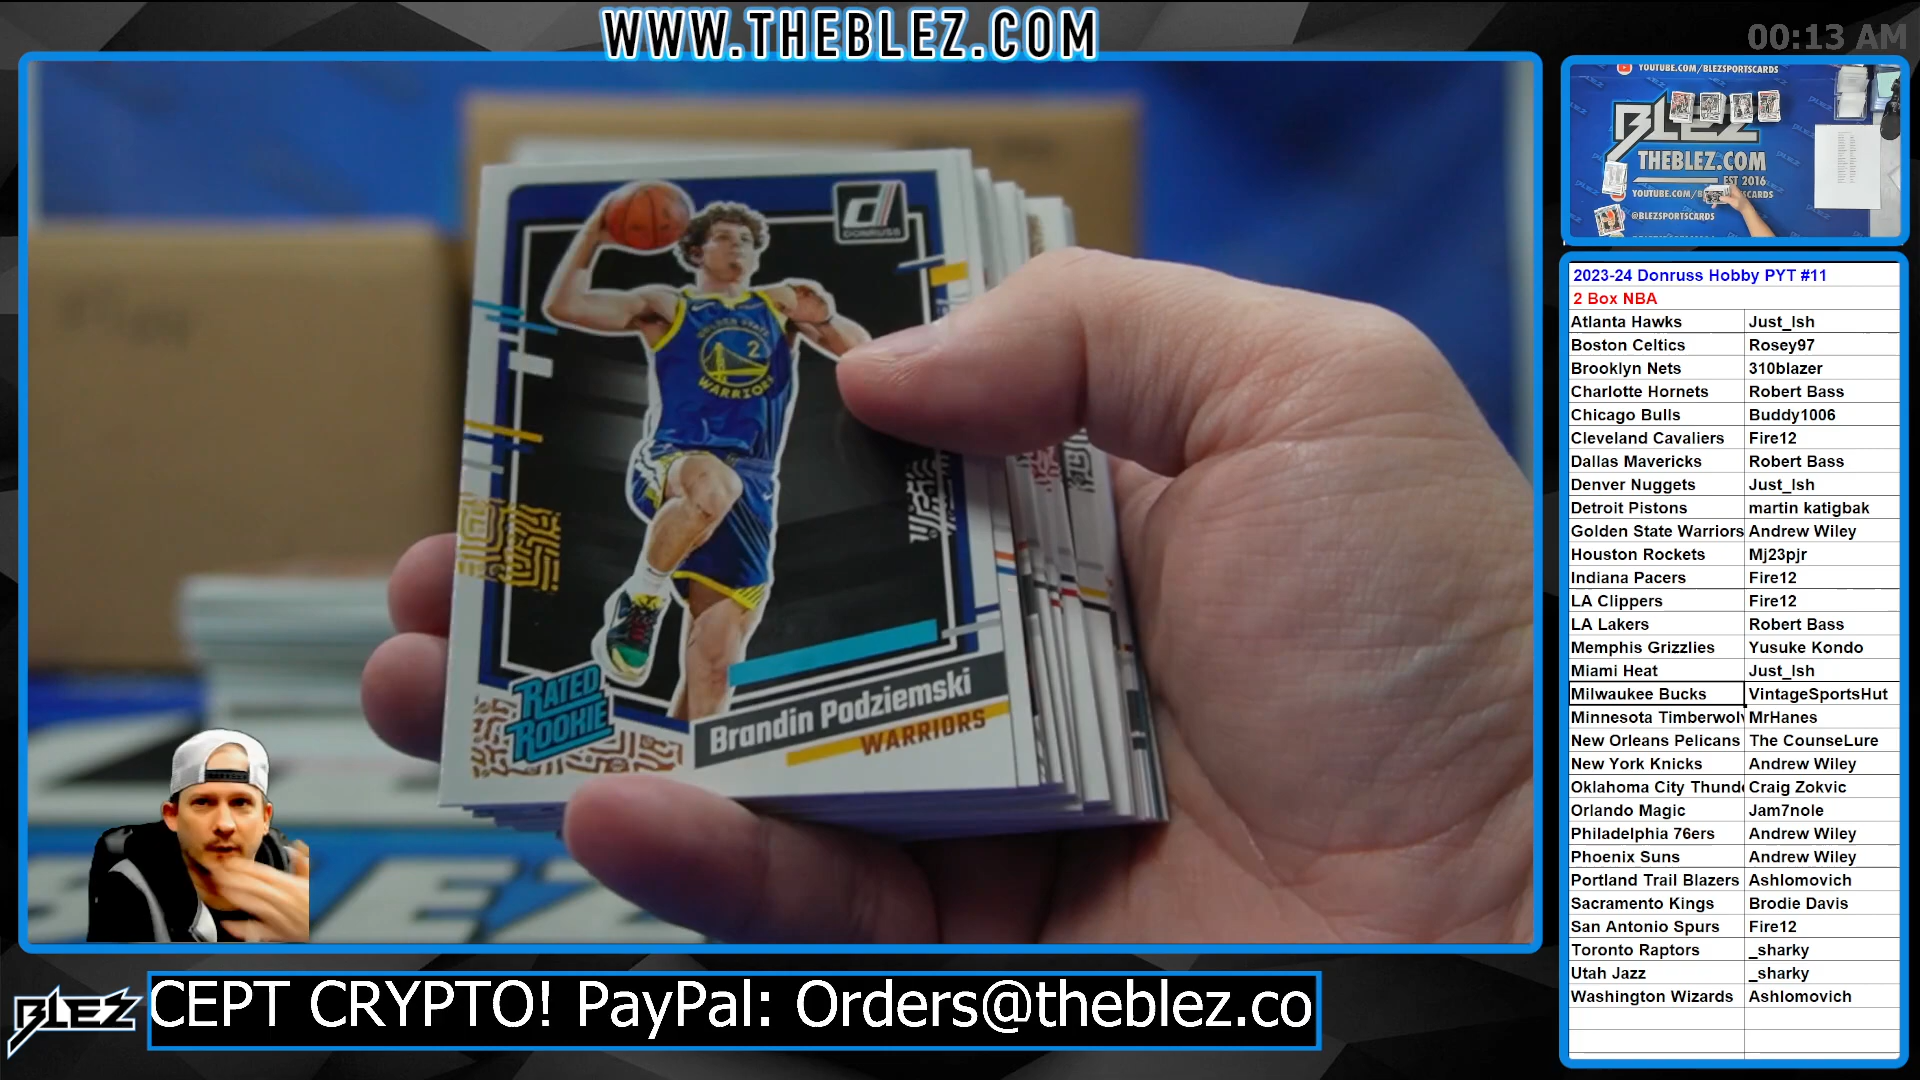 WWW.THEBLEZ.COM
00:13 AM
DONRUSS
GOLDEN STATE
2
WARRIORS
RATED
ROOKIE
Brandin Podziemski
WARRIORS
YOUTUBE.COM/BLEZSPORTSCARDS
BLEZ
THEBLEZ.COM
EST 2016
@BLEZSPORTSCARDS
2023-24 Donruss Hobby PYT #11
2 Box NBA
Atlanta Hawks Just_Ish
Boston Celtics Rosey97
Brooklyn Nets 310blazer
Charlotte Hornets Robert Bass
Chicago Bulls Buddy1006
Cleveland Cavaliers Fire12
Dallas Mavericks Robert Bass
Denver Nuggets Just_Ish
Detroit Pistons martin katigbak
Golden State Warriors Andrew Wiley
Houston Rockets Mj23pjr
Indiana Pacers Fire12
LA Clippers Fire12
LA Lakers Robert Bass
Memphis Grizzlies Yusuke Kondo
Miami Heat Just_Ish
Milwaukee Bucks VintageSportsHut
Minnesota Timberwolv MrHanes
New Orleans Pelicans The CounseLure
New York Knicks Andrew Wiley
Oklahoma City Thunde Craig Zokvic
Orlando Magic Jam7nole
Philadelphia 76ers Andrew Wiley
Phoenix Suns Andrew Wiley
Portland Trail Blazers Ashlomovich
Sacramento Kings Brodie Davis
San Antonio Spurs Fire12
Toronto Raptors _sharky
Utah Jazz _sharky
Washington Wizards Ashlomovich
BLEZ
CEPT CRYPTO! PayPal: Orders@theblez.co